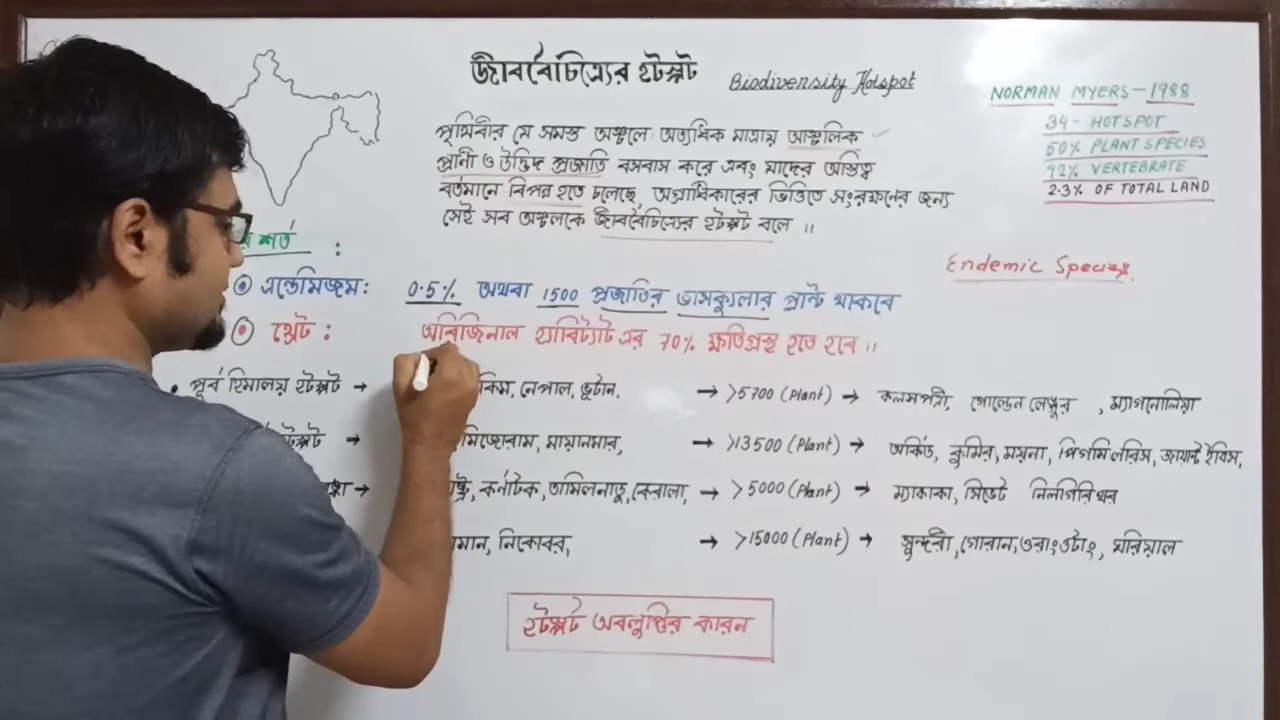 জীববৈচিত্র্যের হটস্পট Biodiversity Hotspot
NORMAN MYERS-1988
34- HOTSPOT
50% PLANT SPECIES
42% VERTEBRATE
2.3% OF TOTAL LAND
পৃথিবীর যে সমস্ত অঞ্চলে অত্যধিক মাত্রায় আঞ্চলিক
প্রানী ও উদ্ভিদ প্রজাতি বসবাস করে এবং যাদের অস্তিত্ব
বর্তমানে বিপন্ন হতে চলেছে, অগ্রাধিকারের ভিত্তিতে সংরক্ষনের জন্য
সেই সব অঞ্চলকে জীববৈচিত্যের হটস্পট বলে ।।
শর্ত :
Endemic Species.
এন্ডেমিজম: 0.5% অথবা 1500 প্রজাতির ভাসক্যুলার প্লান্ট থাকবে
থ্রেট : অরিজিনাল হ্যাবিট্যাট এর 70% ক্ষতিগ্রস্থ হতে হবে ।।
পূর্ব হিমালয় হটস্পট → নেপাল, ভূটান. → >5700 (Plant) → কলসপত্রী, গোল্ডেন লেঙ্গুর , ম্যাগনোলিয়া
→ মিজোরাম, মায়ানমার, → >13500 (Plant) → অর্কিড, কুমির, ময়না, পিগমি লরিস, জায়ান্ট ইবিস,
→ কর্ণাটক, তামিলনাড়ু, কেরালা, → >5000 (Plant) → ম্যাকাকা, সিভেট নিলগিরি থর
নিকোবর, → >15000 (Plant) → সুন্দরী, গোরান, ওরাংওটাং, ঘরিয়াল
হটস্পট অবলুপ্তির কারন